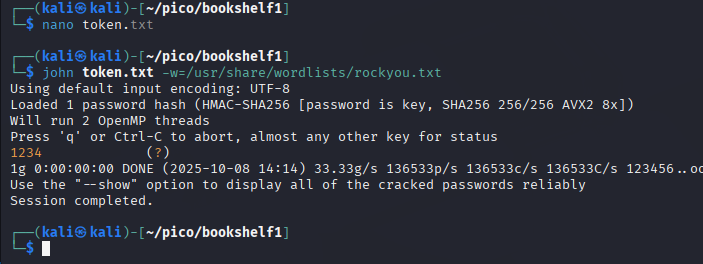 ┌──(kali㉿kali)-[~/pico/bookshelf1]
└─$ nano token.txt
┌──(kali㉿kali)-[~/pico/bookshelf1]
└─$ john token.txt -w=/usr/share/wordlists/rockyou.txt
Using default input encoding: UTF-8
Loaded 1 password hash (HMAC-SHA256 [password is key, SHA256 256/256 AVX2 8x])
Will run 2 OpenMP threads
Press 'q' or Ctrl-C to abort, almost any other key for status
1234             (?)
1g 0:00:00:00 DONE (2025-10-08 14:14) 33.33g/s 136533p/s 136533c/s 136533C/s 123456..oc
Use the "--show" option to display all of the cracked passwords reliably
Session completed.
┌──(kali㉿kali)-[~/pico/bookshelf1]
└─$